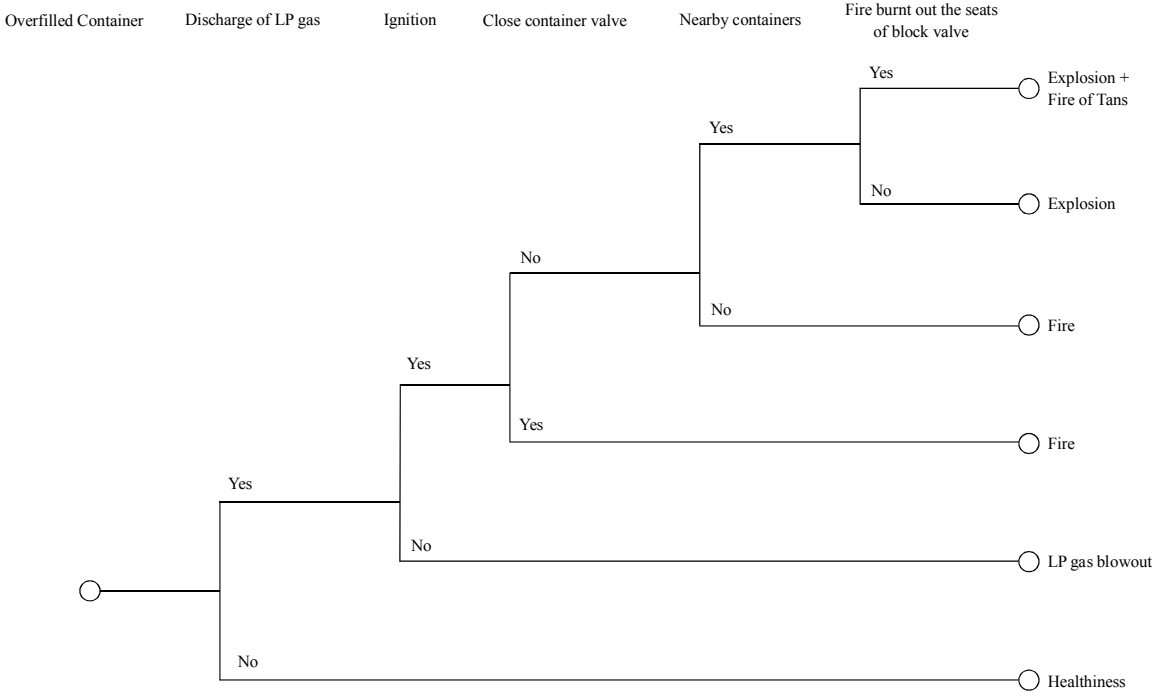 Overfilled Container
Discharge of LP gas
Ignition
Close container valve
Nearby containers
Fire burnt out the seats
of block valve
Yes
Explosion +
Fire of Tans
Yes
No
Explosion
No
No
Fire
Yes
Yes
Fire
Yes
No
LP gas blowout
No
Healthiness